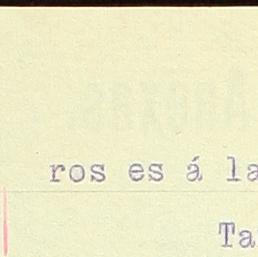 ros es á la
Ta